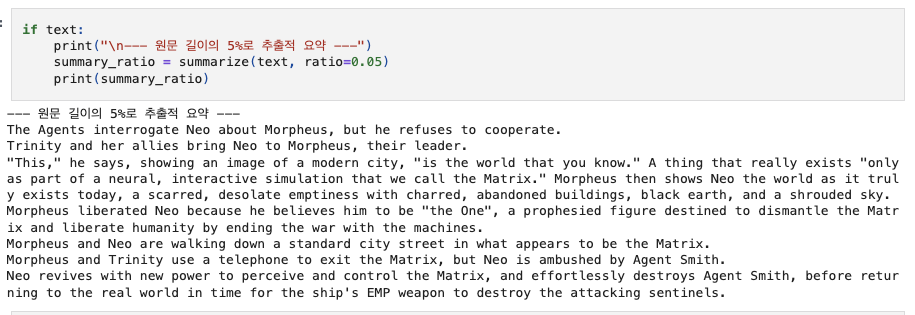 :
if text:
    print("\n--- 원문 길이의 5%로 추출적 요약 ---")
    summary_ratio = summarize(text, ratio=0.05)
    print(summary_ratio)
--- 원문 길이의 5%로 추출적 요약 ---
The Agents interrogate Neo about Morpheus, but he refuses to cooperate.
Trinity and her allies bring Neo to Morpheus, their leader.
"This," he says, showing an image of a modern city, "is the world that you know." A thing that really exists "only
as part of a neural, interactive simulation that we call the Matrix." Morpheus then shows Neo the world as it trul
y exists today, a scarred, desolate emptiness with charred, abandoned buildings, black earth, and a shrouded sky.
Morpheus liberated Neo because he believes him to be "the One", a prophesied figure destined to dismantle the Matr
ix and liberate humanity by ending the war with the machines.
Morpheus and Neo are walking down a standard city street in what appears to be the Matrix.
Morpheus and Trinity use a telephone to exit the Matrix, but Neo is ambushed by Agent Smith.
Neo revives with new power to perceive and control the Matrix, and effortlessly destroys Agent Smith, before retur
ning to the real world in time for the ship's EMP weapon to destroy the attacking sentinels.